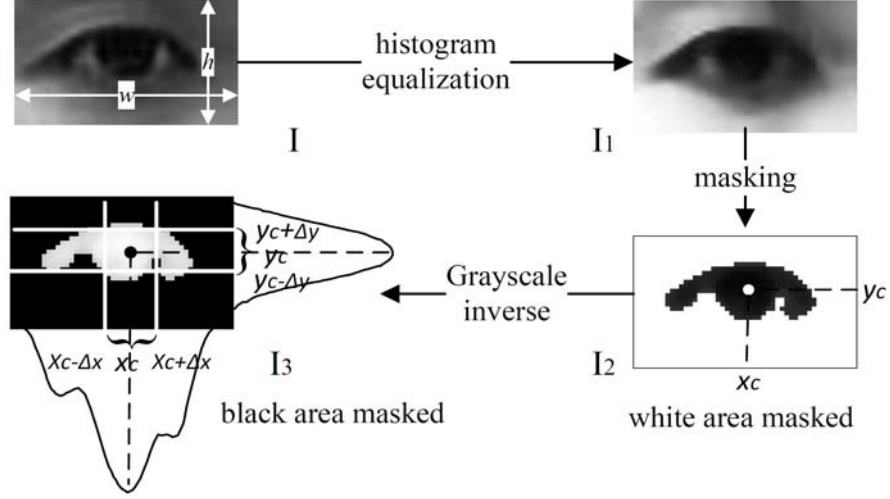 h
w
histogram
equalization
I
I1
masking
yc+Δy
yc
yc-Δy
Grayscale
inverse
yc
Xc-Δx xc Xc+Δx
I3
I2
xc
black area masked
white area masked